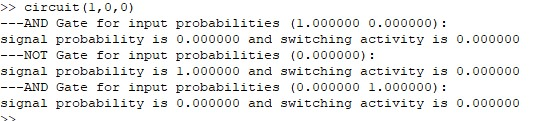 >> circuit(1,0,0)
---AND Gate for input probabilities (1.000000 0.000000):
signal probability is 0.000000 and switching activity is 0.000000
---NOT Gate for input probabilities (0.000000):
signal probability is 1.000000 and switching activity is 0.000000
---AND Gate for input probabilities (0.000000 1.000000):
signal probability is 0.000000 and switching activity is 0.000000
>>